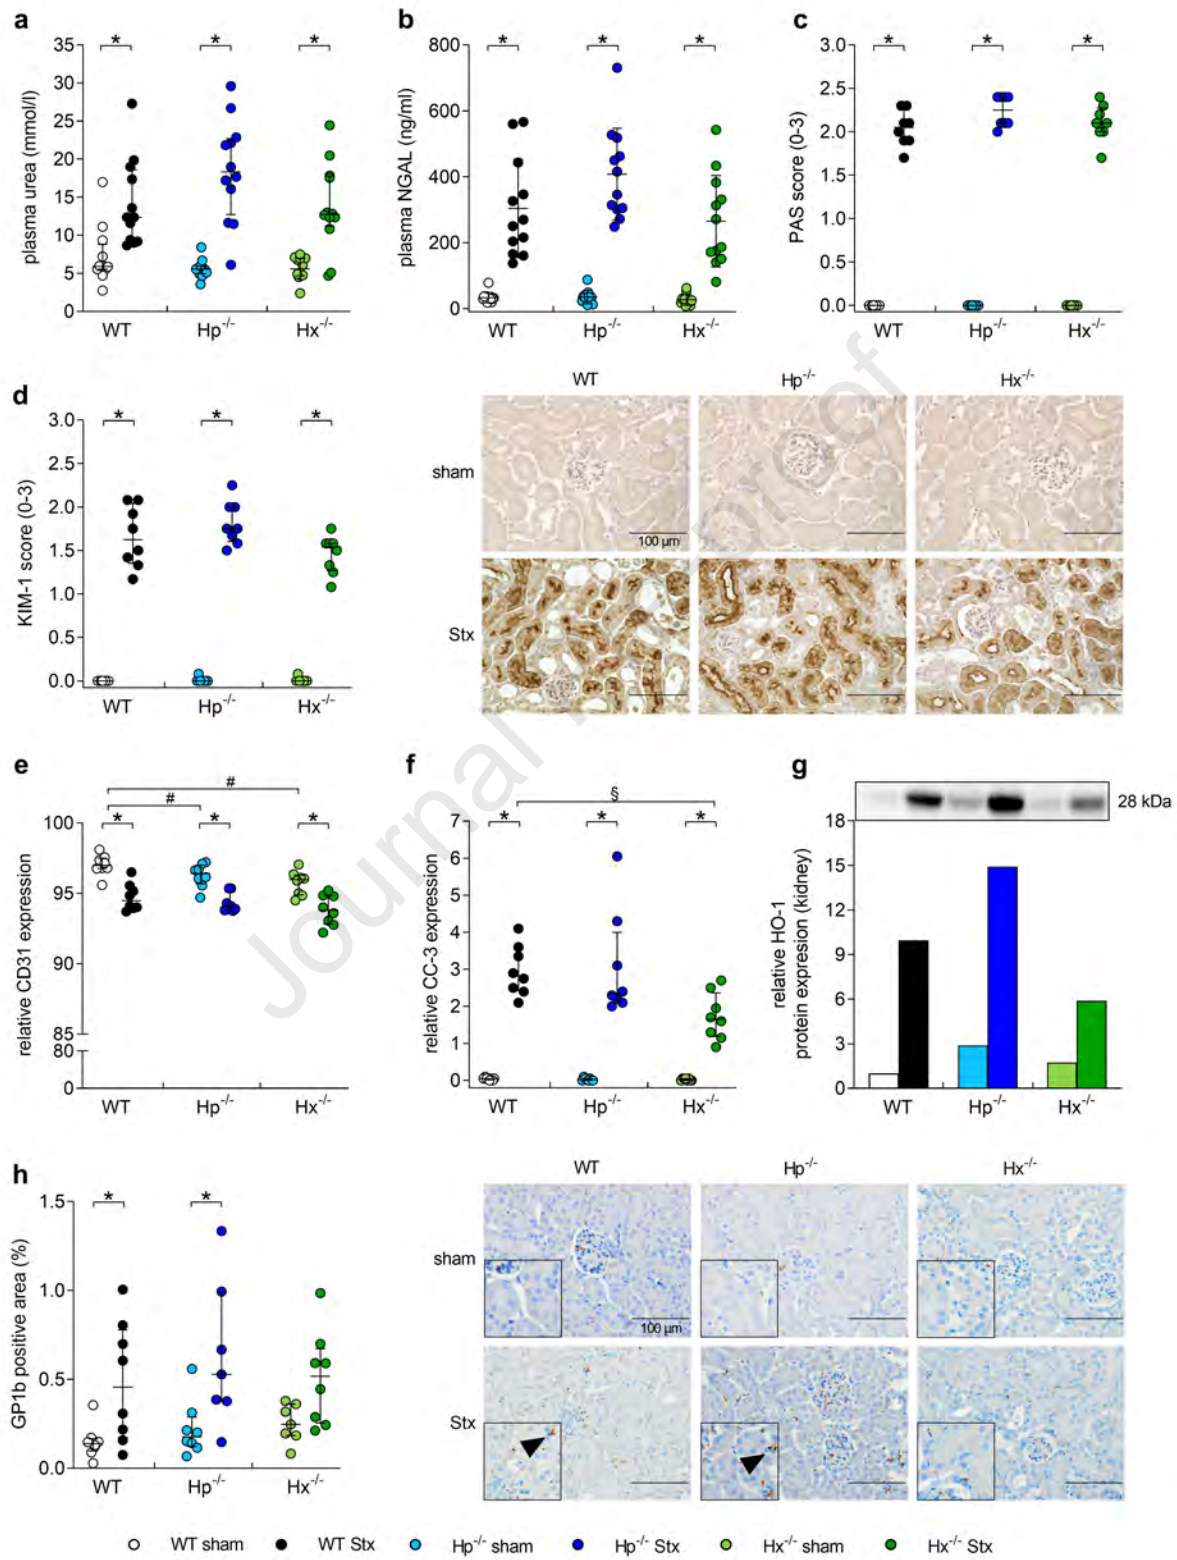 a
b
c
plasma urea (mmol/l)
35
30
25
20
15
10
5
0
* * *
WT Hp-/- Hx-/-
plasma NGAL (ng/ml)
800
600
400
200
0
* * *
WT Hp-/- Hx-/-
PAS score (0-3)
3.0
2.5
2.0
1.5
1.0
0.5
0.0
* * *
WT Hp-/- Hx-/-
d
KIM-1 score (0-3)
3.0
2.5
2.0
1.5
1.0
0.5
0.0
* * *
WT Hp-/- Hx-/-
WT Hp-/- Hx-/-
sham
100 µm
Stx
e
relative CD31 expression
100
95
90
85
80
0
#
#
* * *
WT Hp-/- Hx-/-
f
relative CC-3 expression
7
6
5
4
3
2
1
0
§
* * *
WT Hp-/- Hx-/-
g
28 kDa
relative HO-1
protein expresion (kidney)
18
15
12
9
6
3
0
WT Hp-/- Hx-/-
h
GP1b positive area (%)
1.5
1.0
0.5
0.0
* *
WT Hp-/- Hx-/-
WT Hp-/- Hx-/-
sham
100 µm
Stx
WT sham WT Stx Hp-/- sham Hp-/- Stx Hx-/- sham Hx-/- Stx
Journal Pre-proof